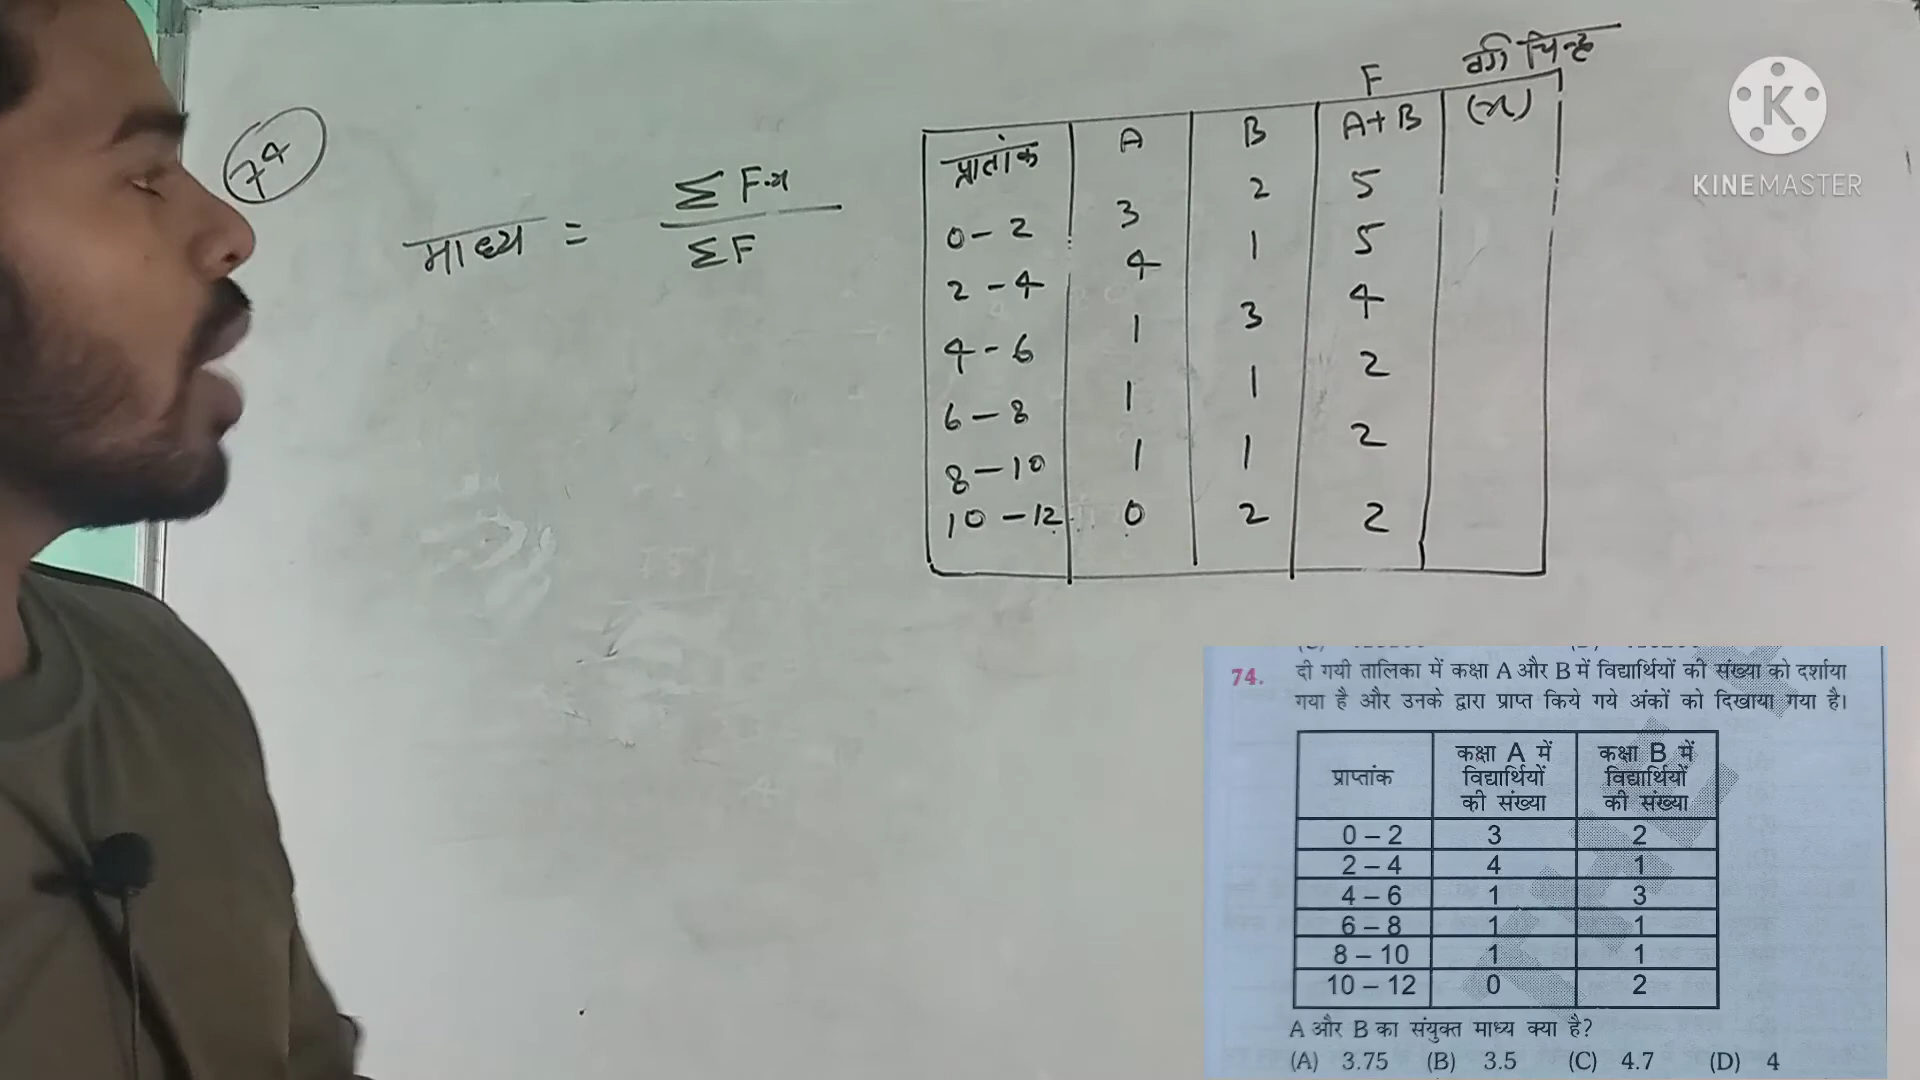 74
माध्य = ΣF·x / ΣF
F वर्ग चिन्ह
प्रातांक A B A+B (x)
0-2 3 2 5
2-4 4 1 5
4-6 1 3 4
6-8 1 1 2
8-10 1 1 2
10-12 0 2 2
K
KINEMASTER
74. दी गयी तालिका में कक्षा A और B में विद्यार्थियों की संख्या को दर्शाया
गया है और उनके द्वारा प्राप्त किये गये अंकों को दिखाया गया है।
प्राप्तांक
कक्षा A में
विद्यार्थियों
की संख्या
कक्षा B में
विद्यार्थियों
की संख्या
0 – 2 3 2
2 – 4 4 1
4 – 6 1 3
6 – 8 1 1
8 – 10 1 1
10 – 12 0 2
A और B का संयुक्त माध्य क्या है?
(A) 3.75 (B) 3.5 (C) 4.7 (D) 4